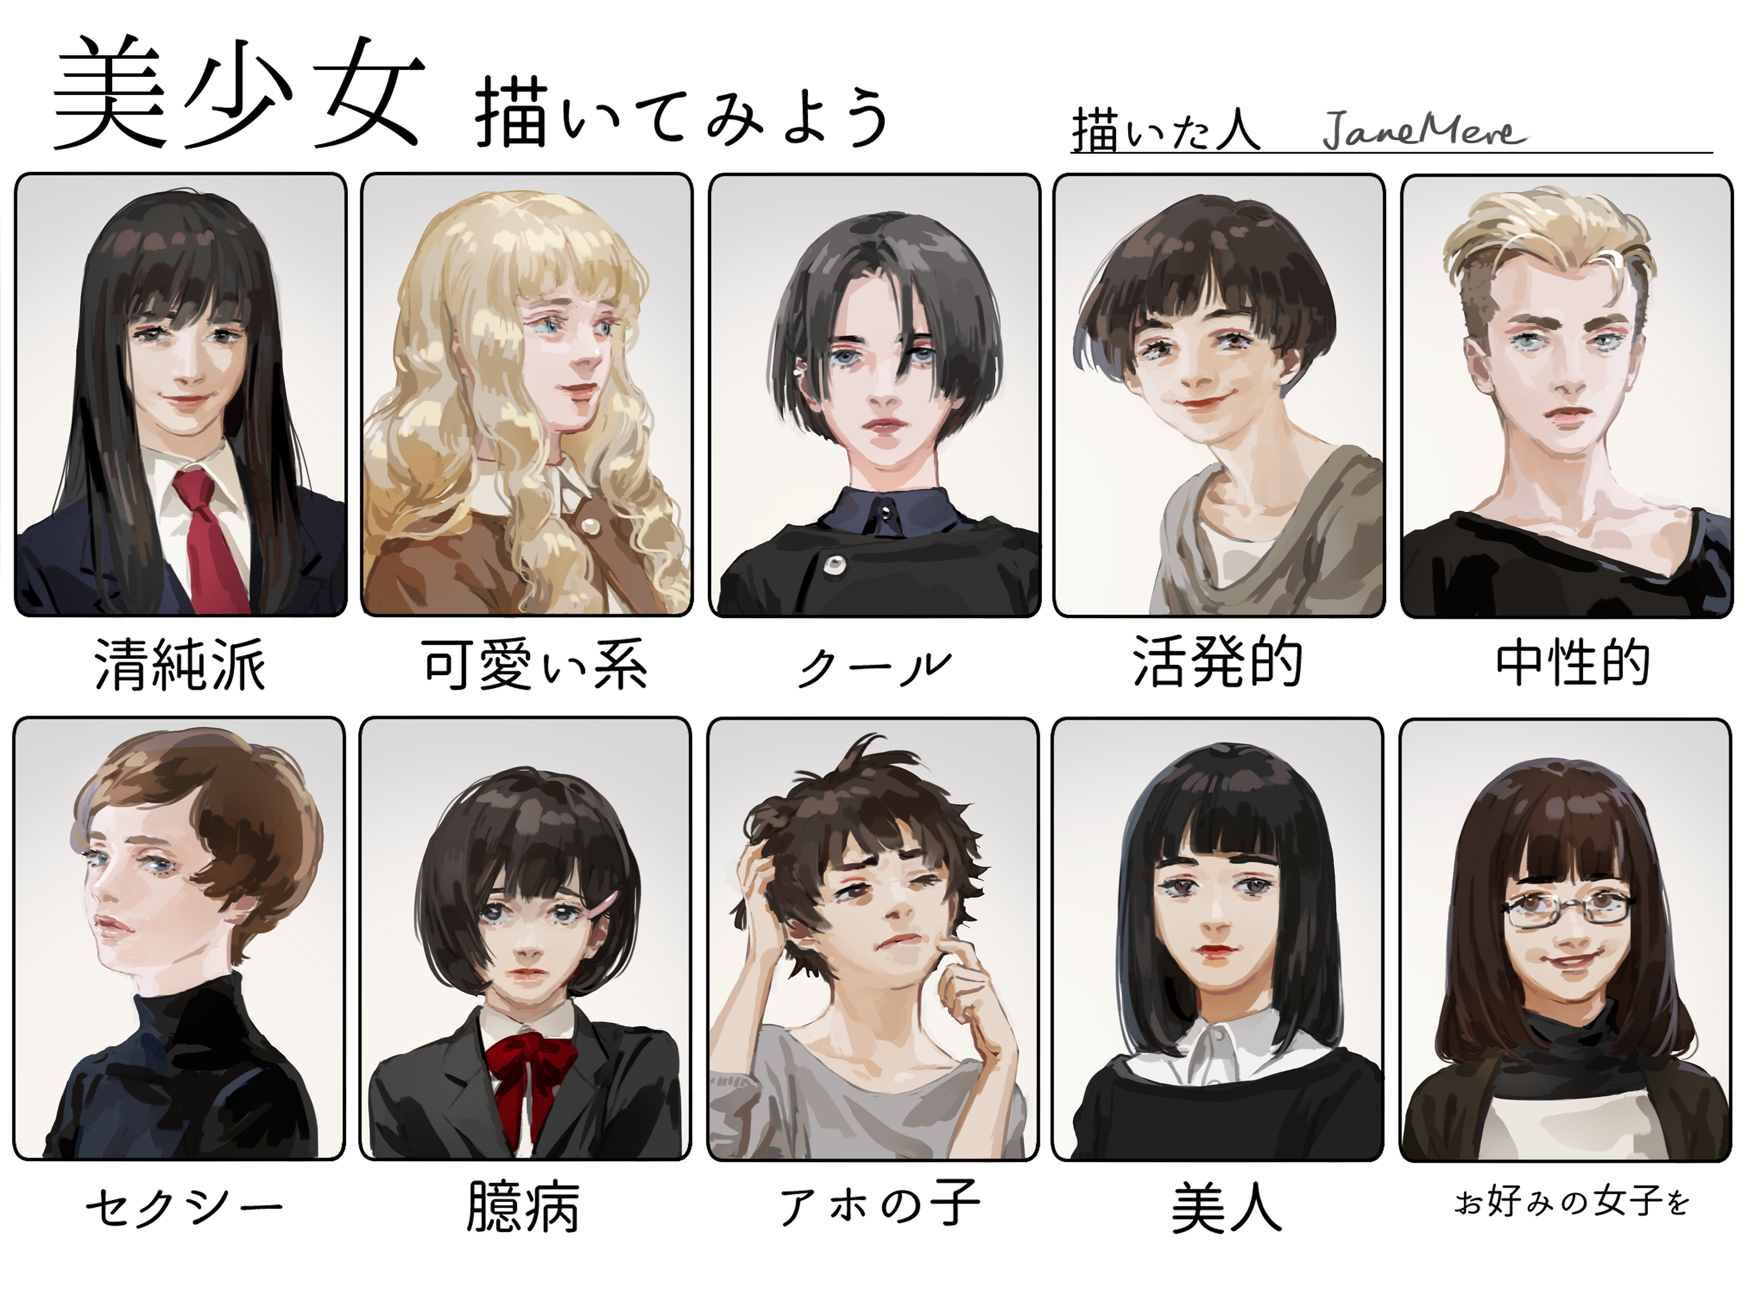 美少女 描いてみよう
描いた人 JaneMere
清純派
可愛い系
クール
活発的
中性的
セクシー
臆病
アホの子
美人
お好みの女子を